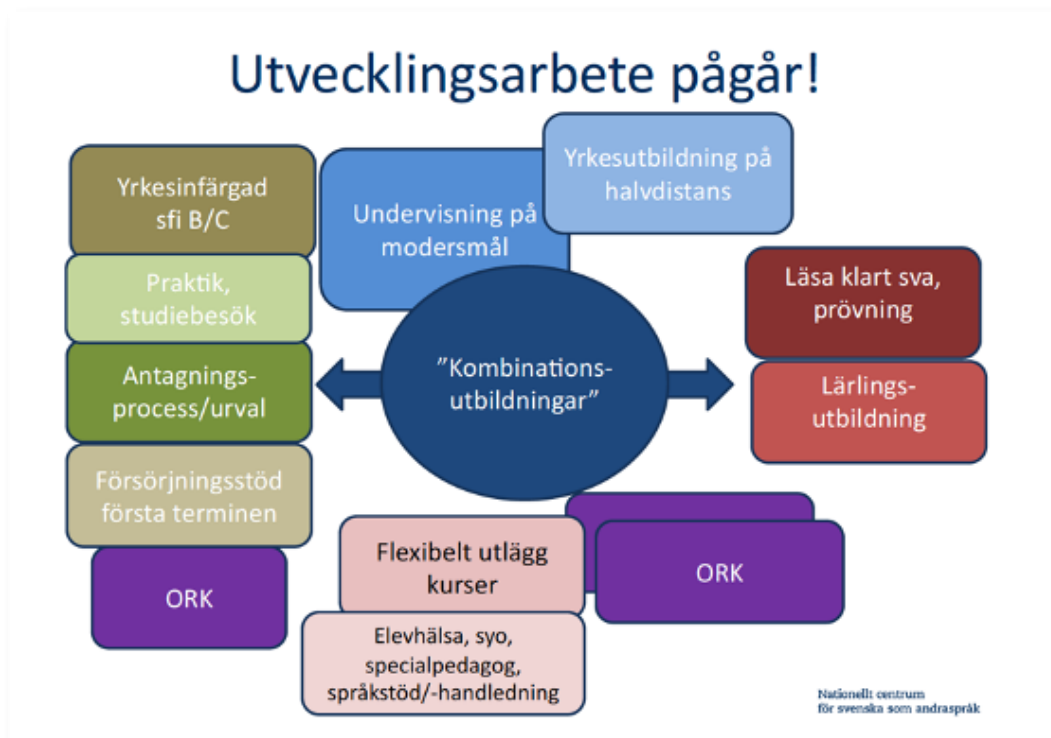 Utvecklingsarbete pågår!
Yrkesinfärgad
sfi B/C
Praktik,
studiebesök
Antagnings-
process/urval
Försörjningsstöd
första terminen
ORK
Undervisning på
modersmål
Yrkesutbildning på
halvdistans
”Kombinations-
utbildningar”
Läsa klart sva,
prövning
Lärlings-
utbildning
Flexibelt utlägg
kurser
Elevhälsa, syo,
specialpedagog,
språkstöd/-handledning
ORK
Nationellt centrum
för svenska som andraspråk